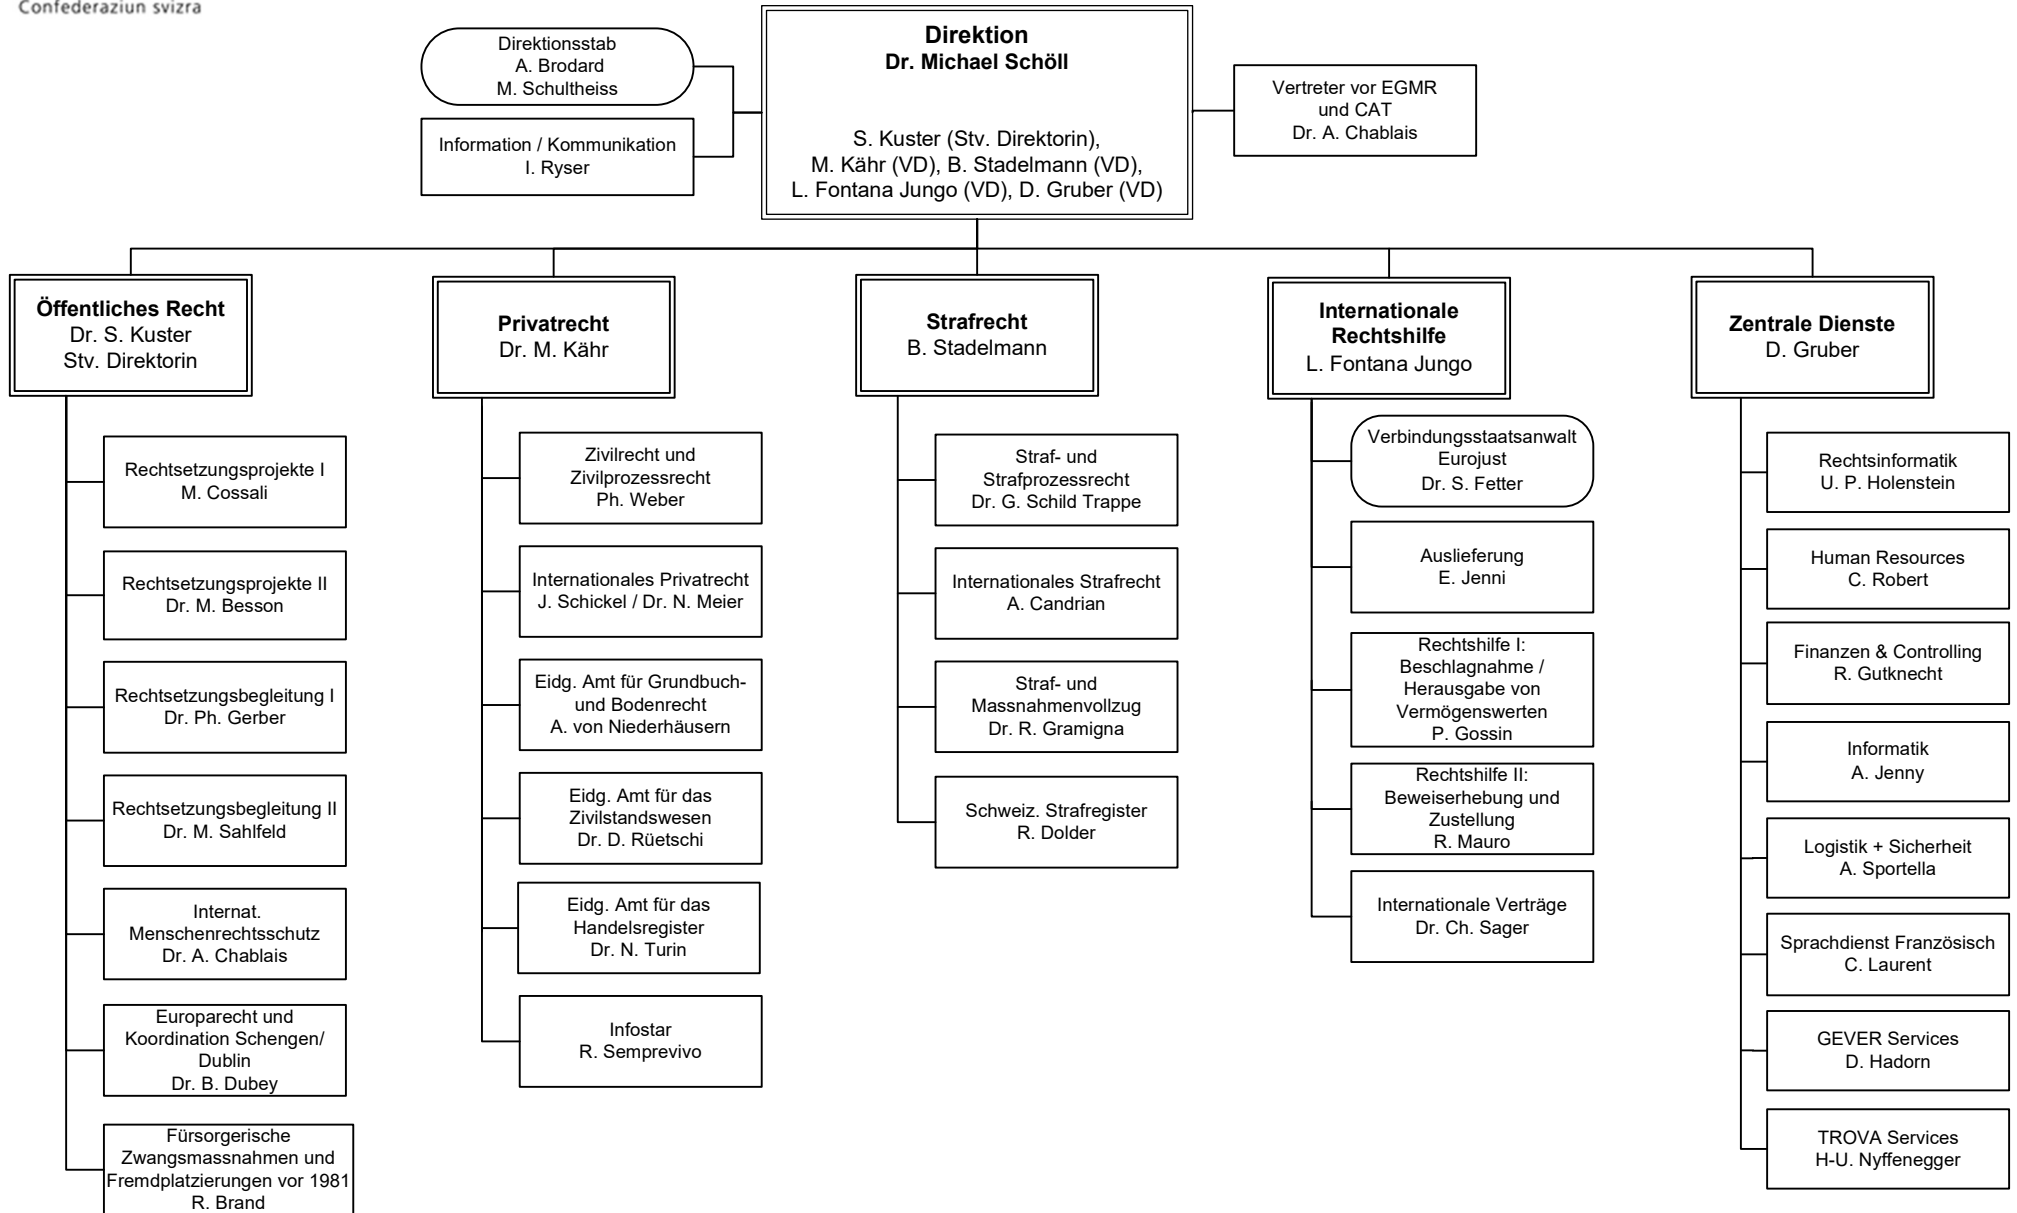 Confederaziun svizra
Direktionsstab
A. Brodard
M. Schultheiss
Information / Kommunikation
I. Ryser
Direktion
Dr. Michael Schöll
S. Kuster (Stv. Direktorin),
M. Kähr (VD), B. Stadelmann (VD),
L. Fontana Jungo (VD), D. Gruber (VD)
Vertreter vor EGMR
und CAT
Dr. A. Chablais
Öffentliches Recht
Dr. S. Kuster
Stv. Direktorin
Rechtsetzungsprojekte I
M. Cossali
Rechtsetzungsprojekte II
Dr. M. Besson
Rechtsetzungsbegleitung I
Dr. Ph. Gerber
Rechtsetzungsbegleitung II
Dr. M. Sahlfeld
Internat.
Menschenrechtsschutz
Dr. A. Chablais
Europarecht und
Koordination Schengen/
Dublin
Dr. B. Dubey
Fürsorgerische
Zwangsmassnahmen und
Fremdplatzierungen vor 1981
R. Brand
Privatrecht
Dr. M. Kähr
Zivilrecht und
Zivilprozessrecht
Ph. Weber
Internationales Privatrecht
J. Schickel / Dr. N. Meier
Eidg. Amt für Grundbuch-
und Bodenrecht
A. von Niederhäusern
Eidg. Amt für das
Zivilstandswesen
Dr. D. Rüetschi
Eidg. Amt für das
Handelsregister
Dr. N. Turin
Infostar
R. Semprevivo
Strafrecht
B. Stadelmann
Straf- und
Strafprozessrecht
Dr. G. Schild Trappe
Internationales Strafrecht
A. Candrian
Straf- und
Massnahmenvollzug
Dr. R. Gramigna
Schweiz. Strafregister
R. Dolder
Internationale
Rechtshilfe
L. Fontana Jungo
Verbindungsstaatsanwalt
Eurojust
Dr. S. Fetter
Auslieferung
E. Jenni
Rechtshilfe I:
Beschlagnahme /
Herausgabe von
Vermögenswerten
P. Gossin
Rechtshilfe II:
Beweiserhebung und
Zustellung
R. Mauro
Internationale Verträge
Dr. Ch. Sager
Zentrale Dienste
D. Gruber
Rechtsinformatik
U. P. Holenstein
Human Resources
C. Robert
Finanzen & Controlling
R. Gutknecht
Informatik
A. Jenny
Logistik + Sicherheit
A. Sportella
Sprachdienst Französisch
C. Laurent
GEVER Services
D. Hadorn
TROVA Services
H-U. Nyffenegger